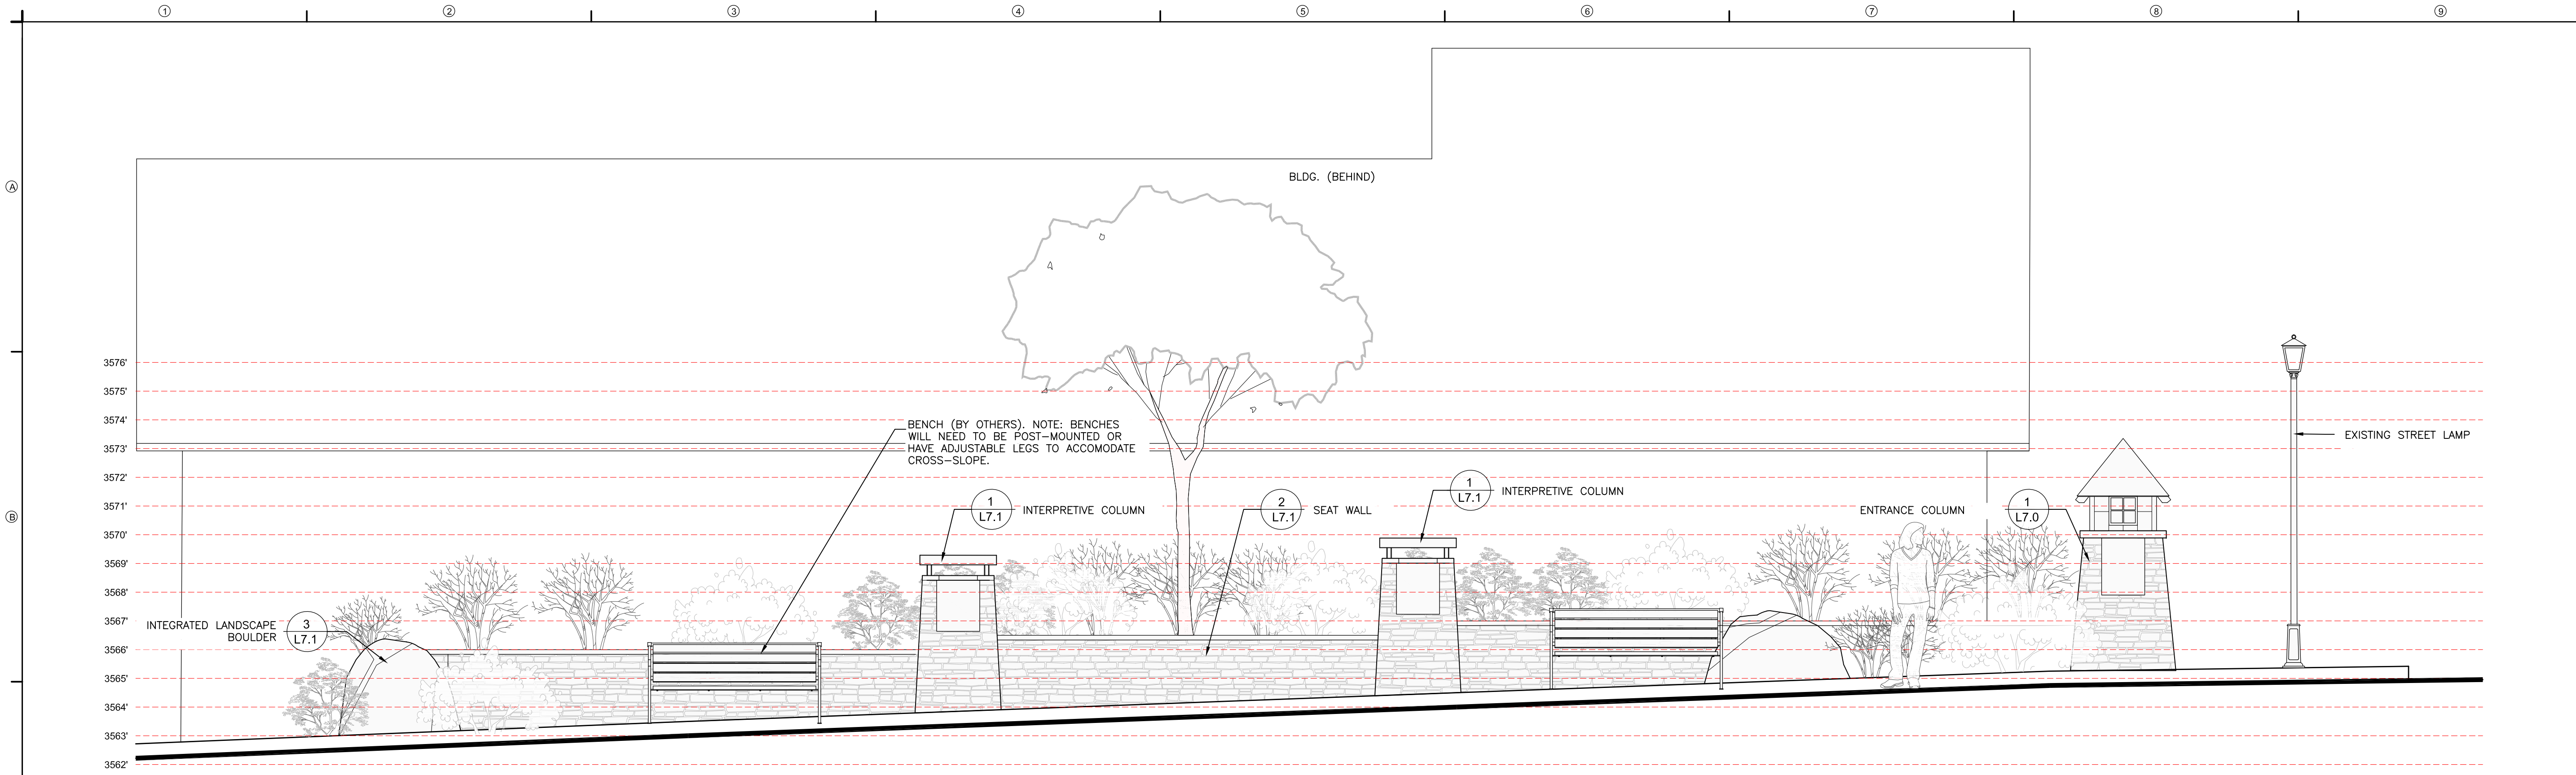 1 2 3 4 5 6 7 8 9
A
BLDG. (BEHIND)
3576'
3575'
3574'
BENCH (BY OTHERS). NOTE: BENCHES
WILL NEED TO BE POST-MOUNTED OR
HAVE ADJUSTABLE LEGS TO ACCOMODATE
CROSS-SLOPE.
EXISTING STREET LAMP
3573'
3572'
3571'
1
L7.1
INTERPRETIVE COLUMN
2
L7.1
SEAT WALL
1
L7.1
INTERPRETIVE COLUMN
ENTRANCE COLUMN
1
L7.0
B
3570'
3569'
3568'
3567'
INTEGRATED LANDSCAPE
BOULDER
3
L7.1
3566'
3565'
3564'
3563'
3562'